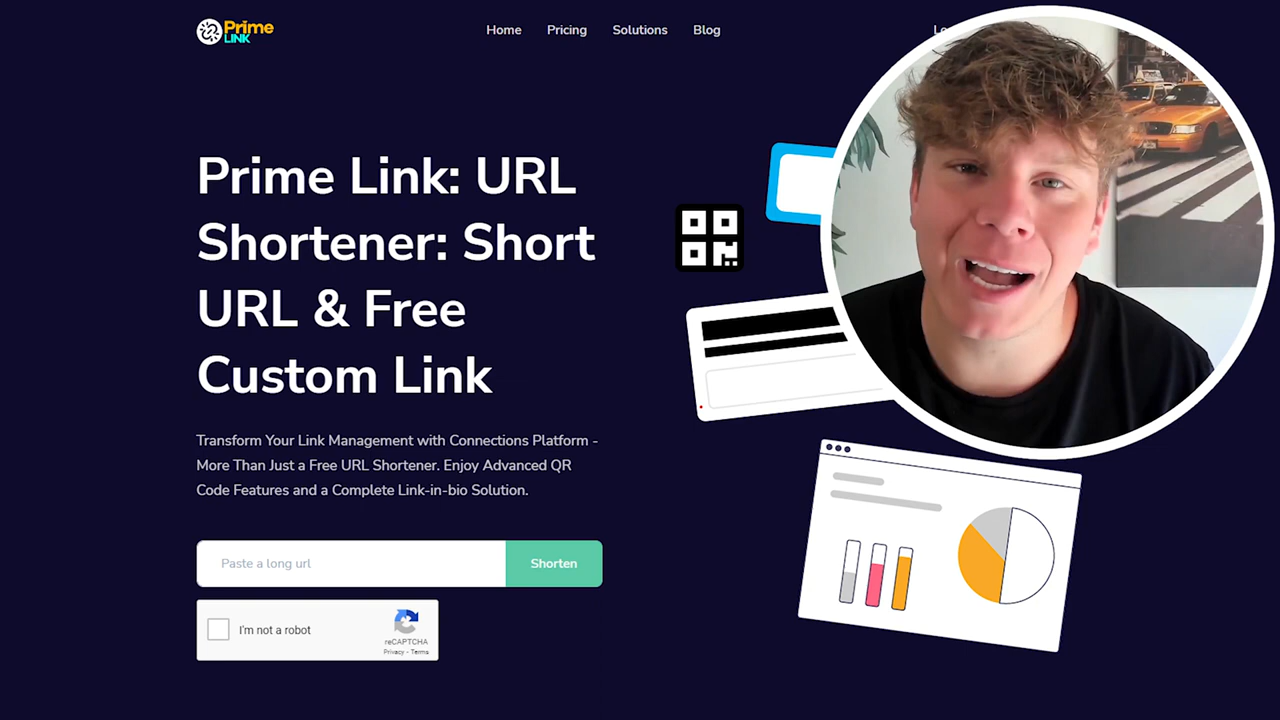 Prime
LINK
Home
Pricing
Solutions
Blog
Prime Link: URL
Shortener: Short
URL & Free
Custom Link
Transform Your Link Management with Connections Platform -
More Than Just a Free URL Shortener. Enjoy Advanced QR
Code Features and a Complete Link-in-bio Solution.
Paste a long url
Shorten
I'm not a robot
reCAPTCHA
Privacy - Terms